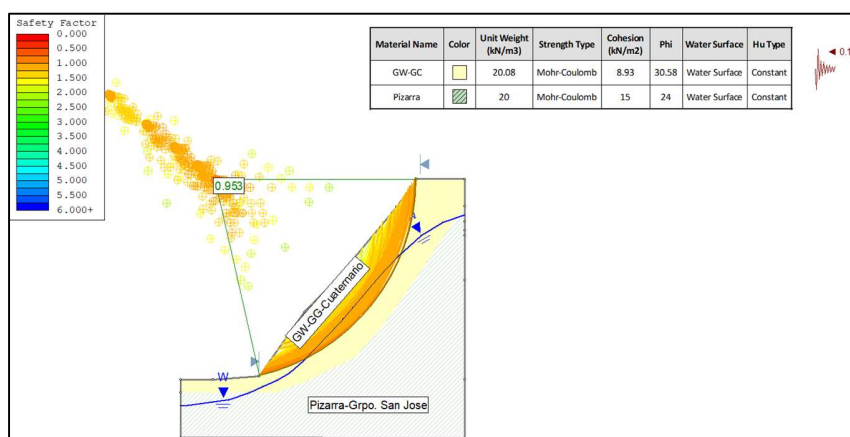 Safety Factor
0.000
0.500
1.000
1.500
2.000
2.500
3.000
3.500
4.000
4.500
5.000
5.500
6.000+
Material Name Color Unit Weight (kN/m3) Strength Type Cohesion (kN/m2) Phi Water Surface Hu Type
GW-GC 20.08 Mohr-Coulomb 8.93 30.58 Water Surface Constant
Pizarra 20 Mohr-Coulomb 15 24 Water Surface Constant
0.1
0.953
GW-GG-Cuaternario
W
Pizarra-Grpo. San Jose